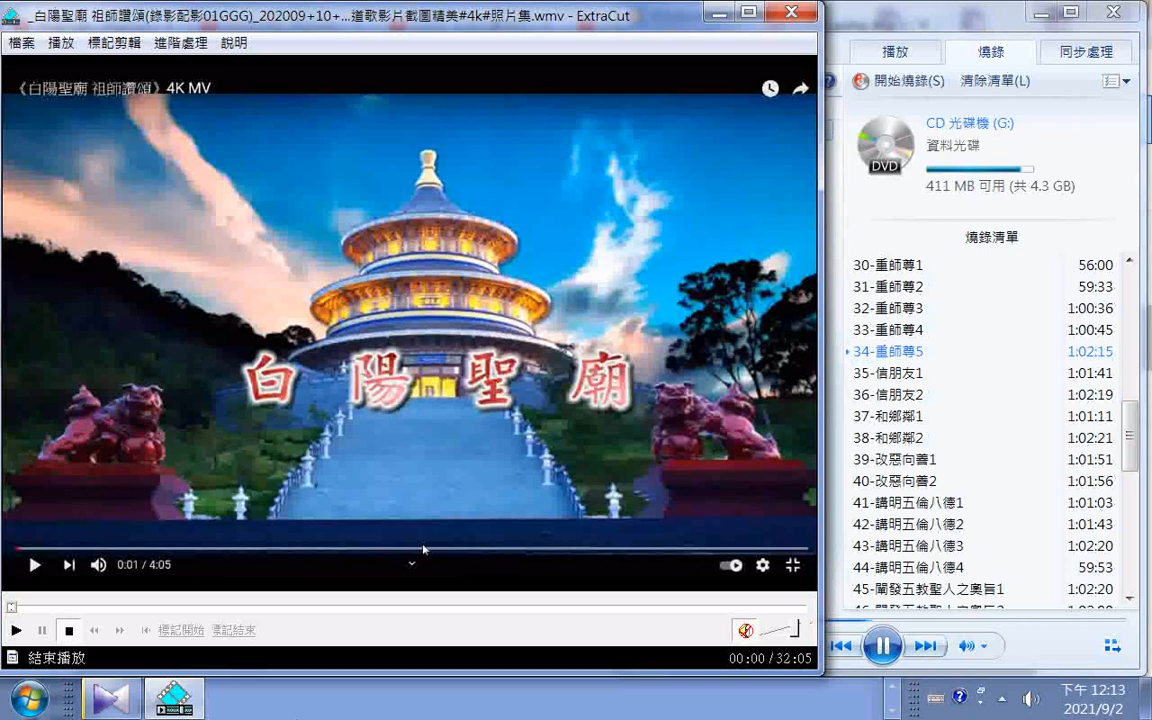 _白陽聖廟 祖師讚頌(錄影配影01GGG)_202009+10+...道歌影片截圖精美#4k#照片集.wmv - ExtraCut
檔案 播放 標記剪輯 進階處理 說明
《白陽聖廟 祖師讚頌》4K MV
白陽聖廟
0:01 / 4:05
標記開始 標記結束
結束播放 00:00 / 32:05
播放 燒錄 同步處理
開始燒錄(S) 清除清單(L)
CD 光碟機 (G:)
資料光碟
DVD
411 MB 可用 (共 4.3 GB)
燒錄清單
30-重師尊1 56:00
31-重師尊2 59:33
32-重師尊3 1:00:36
33-重師尊4 1:00:45
34-重師尊5 1:02:15
35-信朋友1 1:01:41
36-信朋友2 1:02:19
37-和鄉鄰1 1:01:11
38-和鄉鄰2 1:02:21
39-改惡向善1 1:01:51
40-改惡向善2 1:01:56
41-講明五倫八德1 1:01:03
42-講明五倫八德2 1:01:43
43-講明五倫八德3 1:02:20
44-講明五倫八德4 59:53
45-闡發五教聖人之奧旨1 1:02:20
下午 12:13
2021/9/2